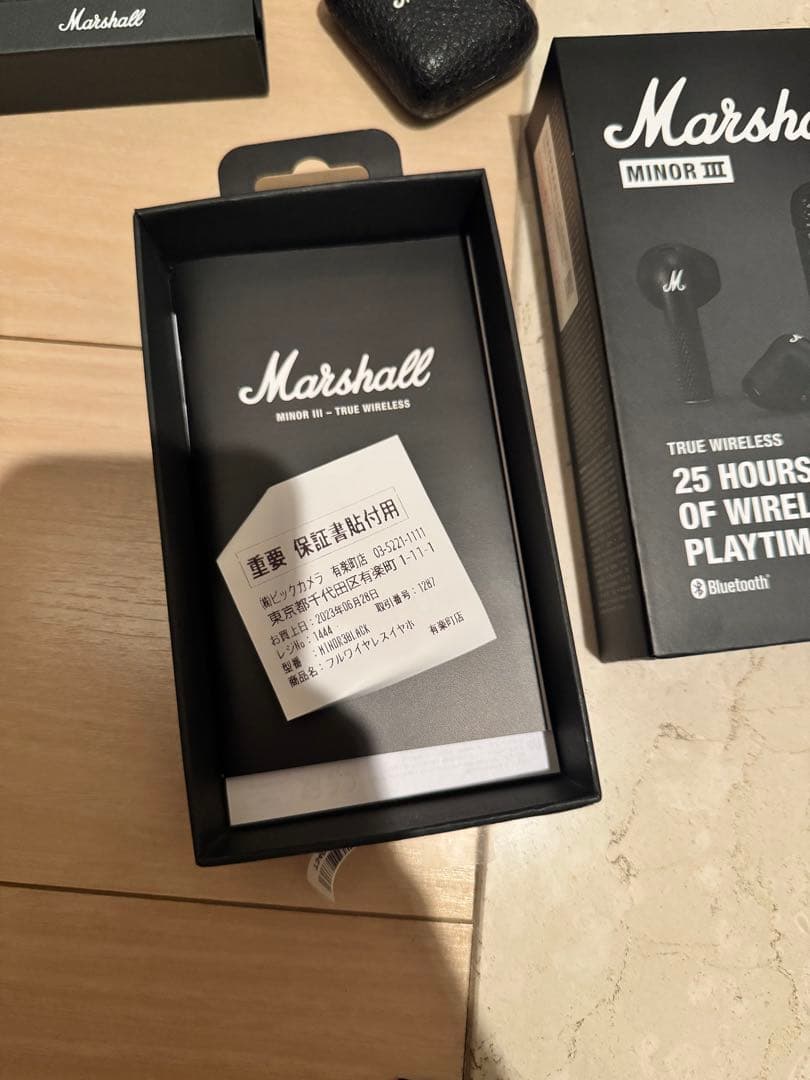 Marshall
Marsha
MINOR III
M
Marshall
MINOR III – TRUE WIRELESS
重要 保証書貼付用
㈱ビックカメラ 有楽町店 03-5221-1111
東京都千代田区有楽町 1-11-1
お買上日:2023年06月28日 取引番号:1287
レジNo:1444
型番 :MINOR3BLACK
商品名:フルワイヤレスイヤホ 有楽町店
TRUE WIRELESS
25 HOURS
OF WIREL
PLAYTIM
Bluetooth®